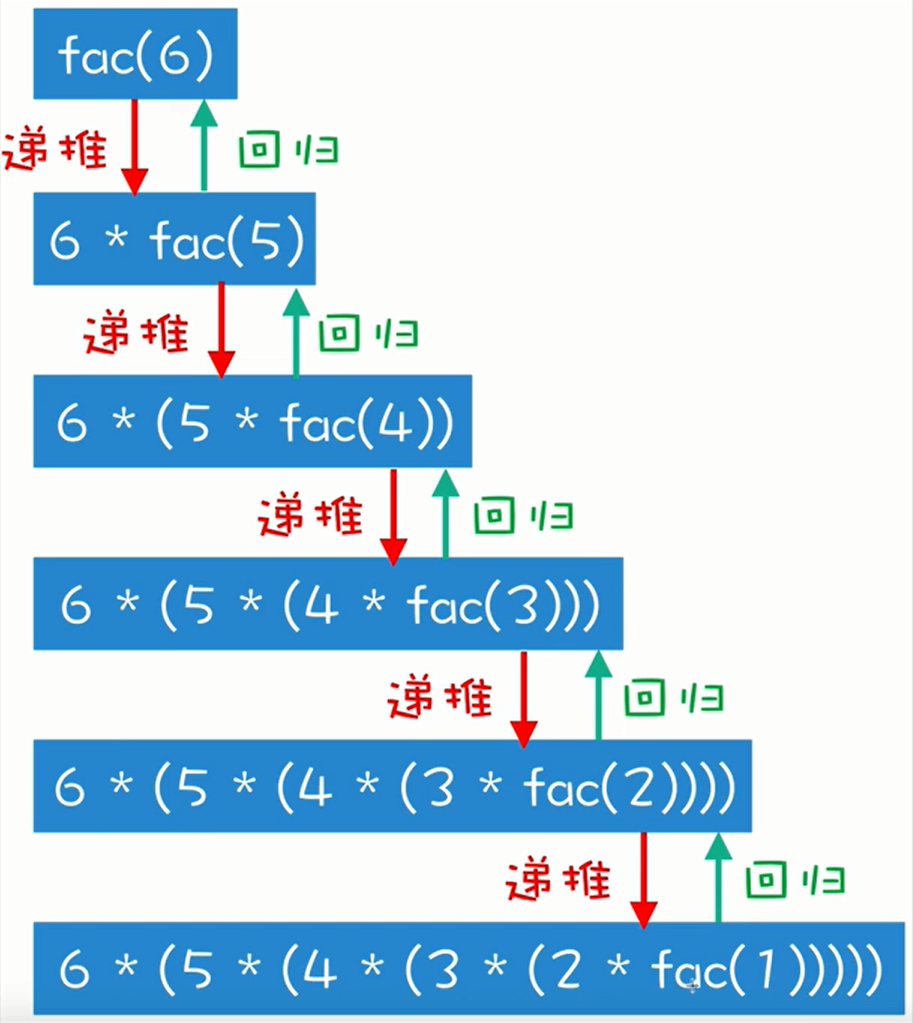 fac(6)
递推 回归
6 * fac(5)
递推 回归
6 * (5 * fac(4))
递推 回归
6 * (5 * (4 * fac(3)))
递推 回归
6 * (5 * (4 * (3 * fac(2))))
递推 回归
6 * (5 * (4 * (3 * (2 * fac(1)))))